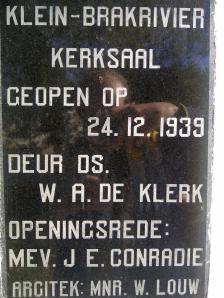 KLEIN-BRAKRIVIER
KERKSAAL
GEOPEN OP
24.12.1939
DEUR DS.
W. A. DE KLERK
OPENINGSREDE:
MEV. J E. CONRADIE
ARGITEK: MNR. W. LOUW